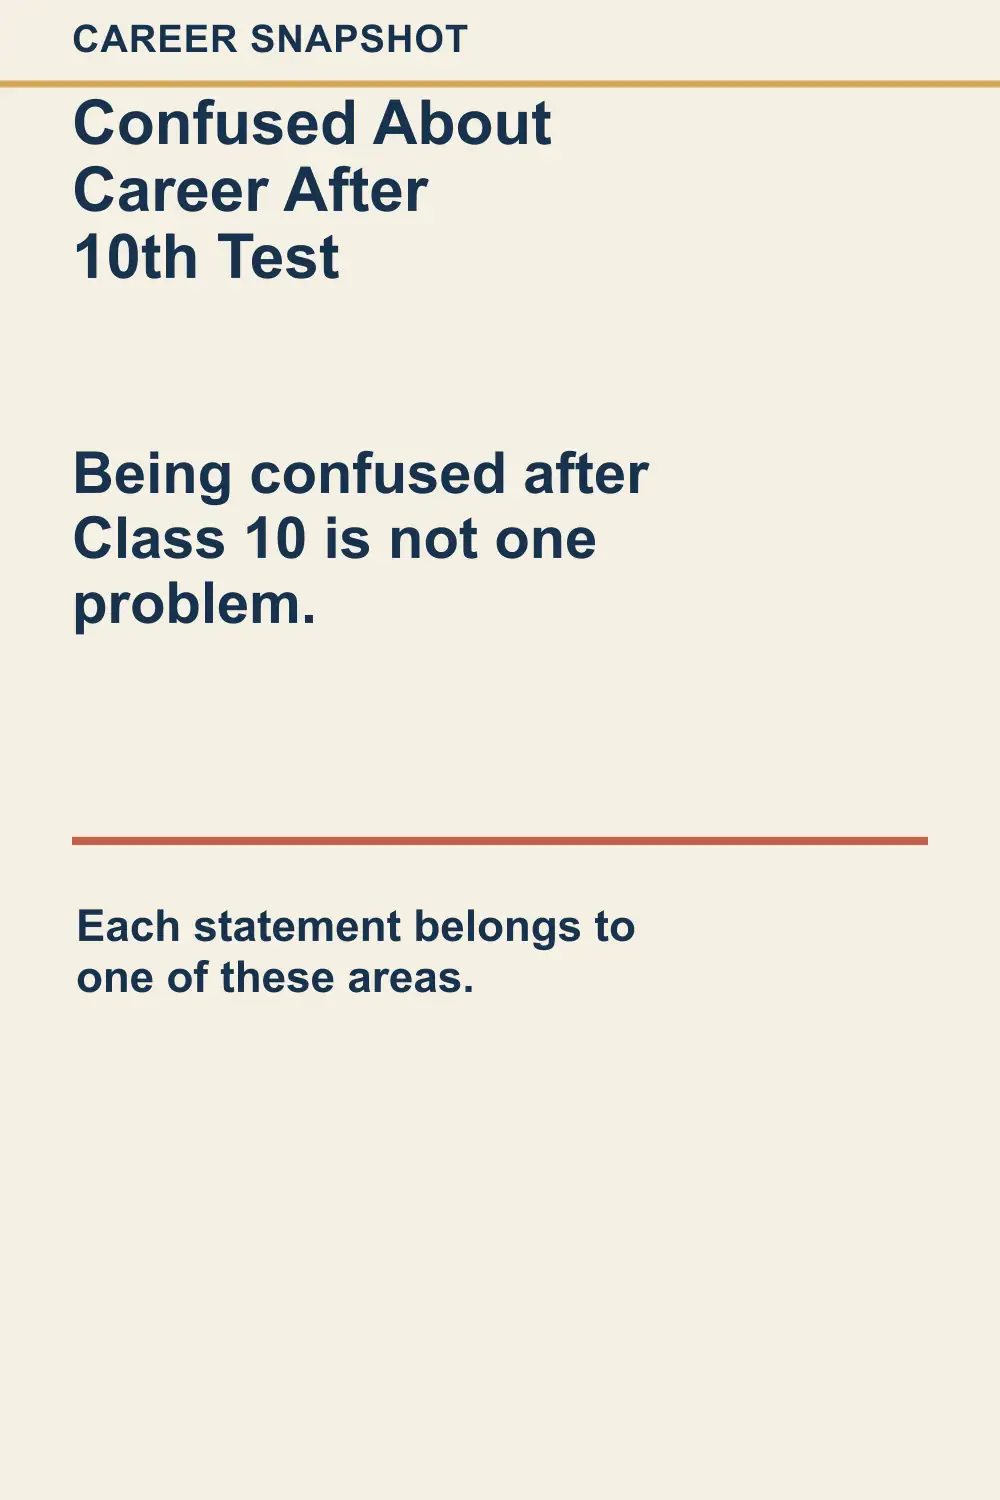 CAREER SNAPSHOT
Confused About
Career After
10th Test
Being confused after
Class 10 is not one
problem.
Each statement belongs to
one of these areas.